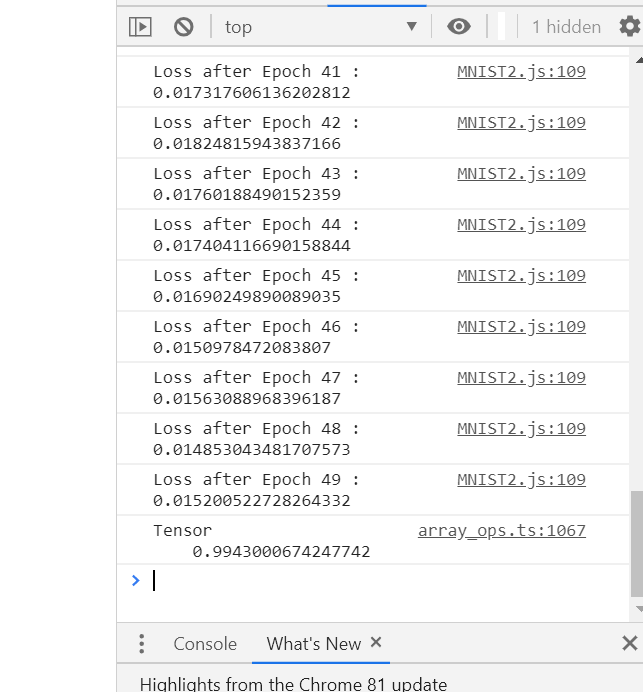 top
1 hidden
Loss after Epoch 41 : MNIST2.js:109
0.017317606136202812
Loss after Epoch 42 : MNIST2.js:109
0.01824815943837166
Loss after Epoch 43 : MNIST2.js:109
0.01760188490152359
Loss after Epoch 44 : MNIST2.js:109
0.017404116690158844
Loss after Epoch 45 : MNIST2.js:109
0.01690249890089035
Loss after Epoch 46 : MNIST2.js:109
0.0150978472083807
Loss after Epoch 47 : MNIST2.js:109
0.01563088968396187
Loss after Epoch 48 : MNIST2.js:109
0.014853043481707573
Loss after Epoch 49 : MNIST2.js:109
0.015200522728264332
Tensor array_ops.ts:1067
0.9943000674247742
Console What's New
Highlights from the Chrome 81 update